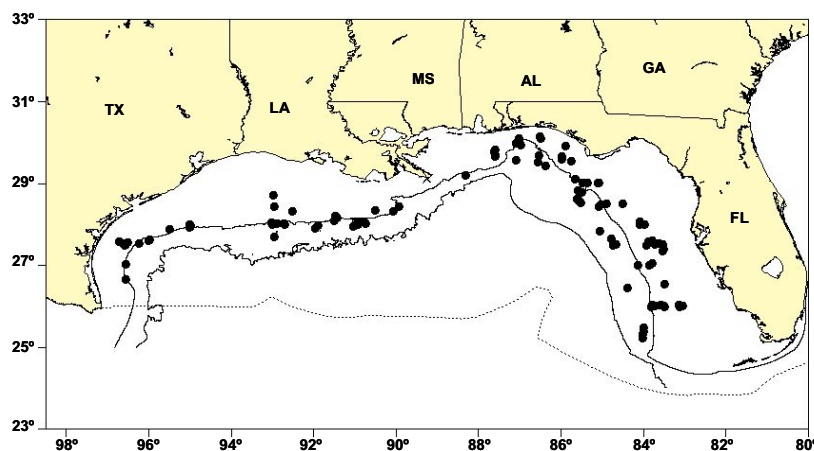 33º
MS
AL
GA
TX
31º
LA
29º
FL
27º
25º
23º
98º 96º 94º 92º 90º 88º 86º 84º 82º 80º